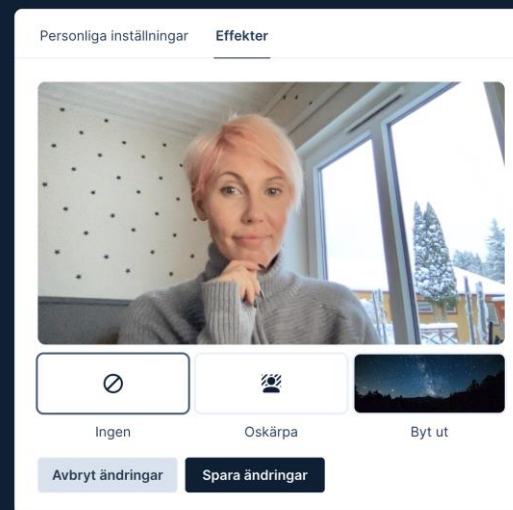 Personliga inställningar Effekter
Ingen Oskärpa Byt ut
Avbryt ändringar Spara ändringar